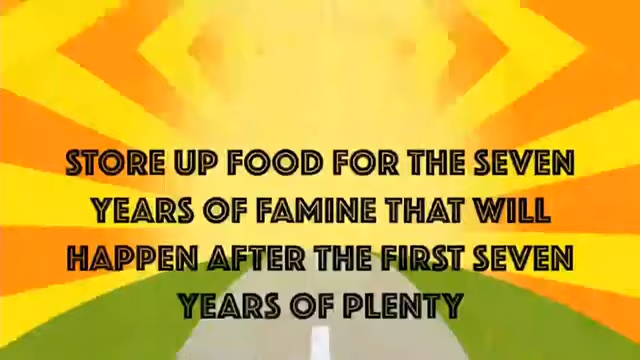 STORE UP FOOD FOR THE SEVEN
YEARS OF FAMINE THAT WILL
HAPPEN AFTER THE FIRST SEVEN
YEARS OF PLENTY